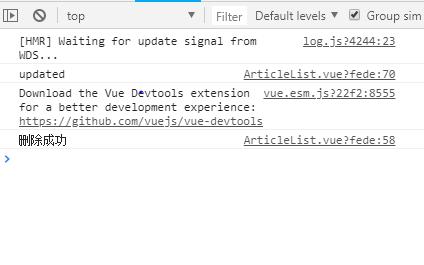 top Filter Default levels Group sim
[HMR] Waiting for update signal from log.js?4244:23
WDS...
updated ArticleList.vue?fede:70
Download the Vue Devtools extension vue.esm.js?22f2:8555
for a better development experience:
https://github.com/vuejs/vue-devtools
删除成功 ArticleList.vue?fede:58